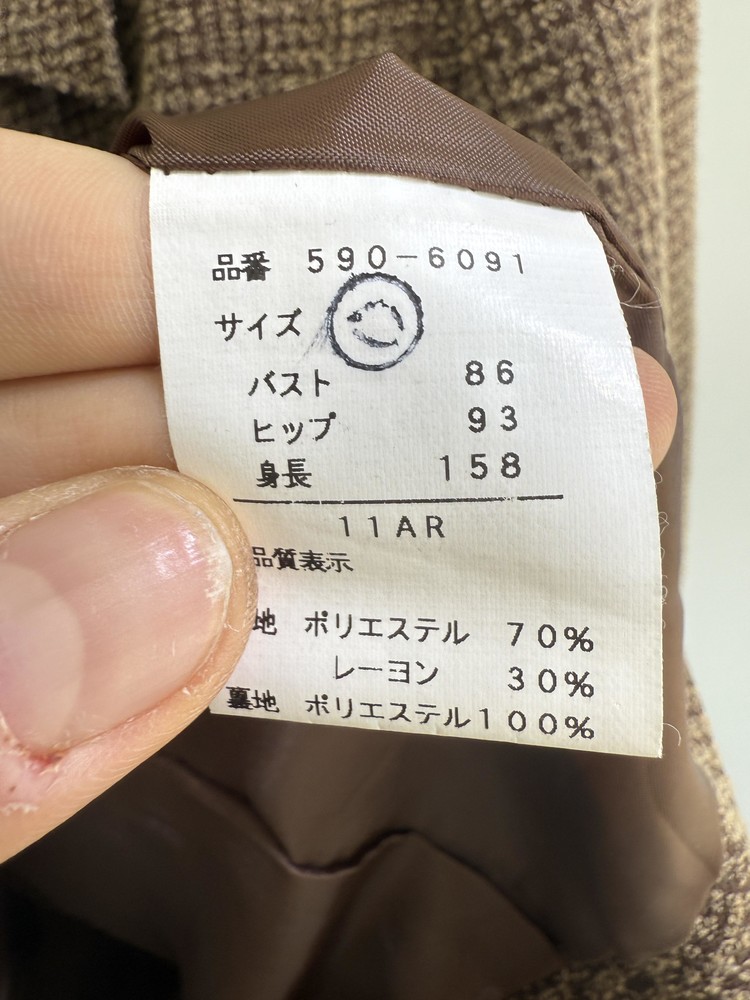 品番 590-6091
サイズ
バスト 86
ヒップ 93
身長 158
11AR
品質表示
地 ポリエステル 70%
レーヨン 30%
裏地 ポリエステル100%